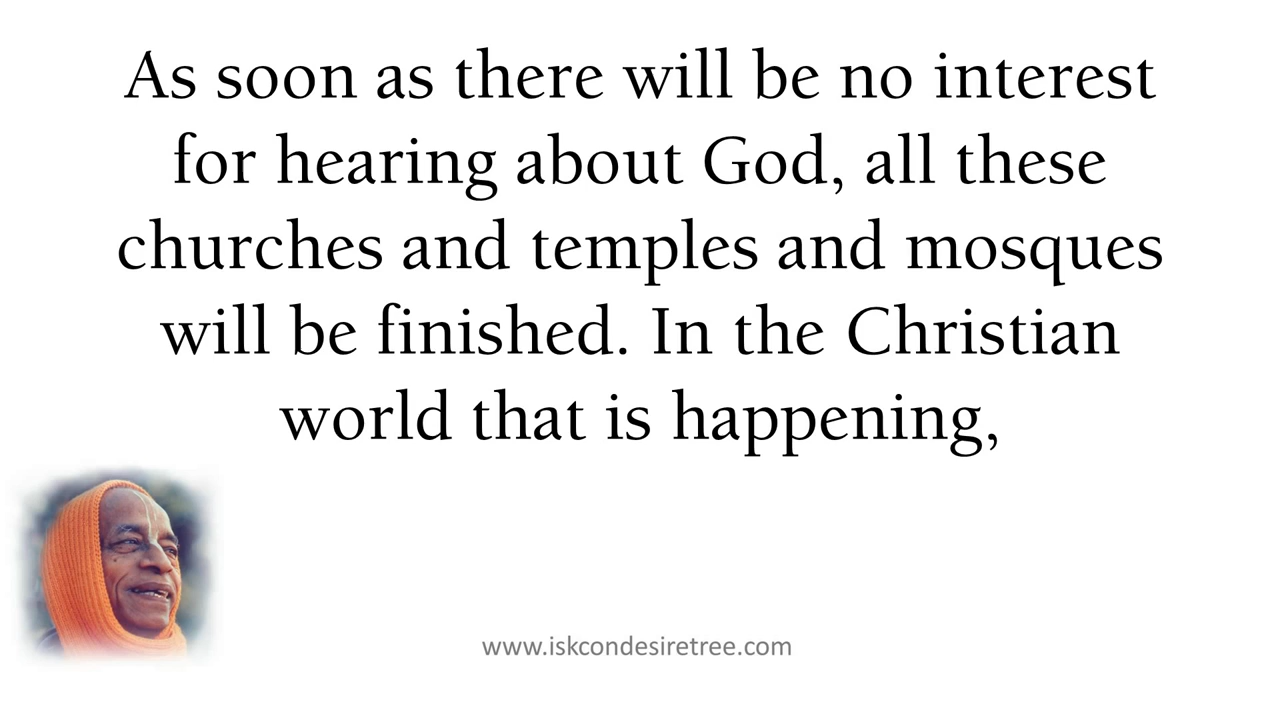 As soon as there will be no interest
for hearing about God, all these
churches and temples and mosques
will be finished. In the Christian
world that is happening,
www.iskcondesiretree.com